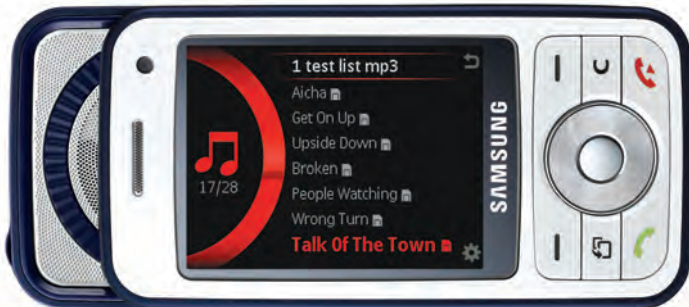 1 test list mp3
Aicha
Get On Up
Upside Down
Broken
People Watching
Wrong Turn
Talk Of The Town
17/28
SAMSUNG